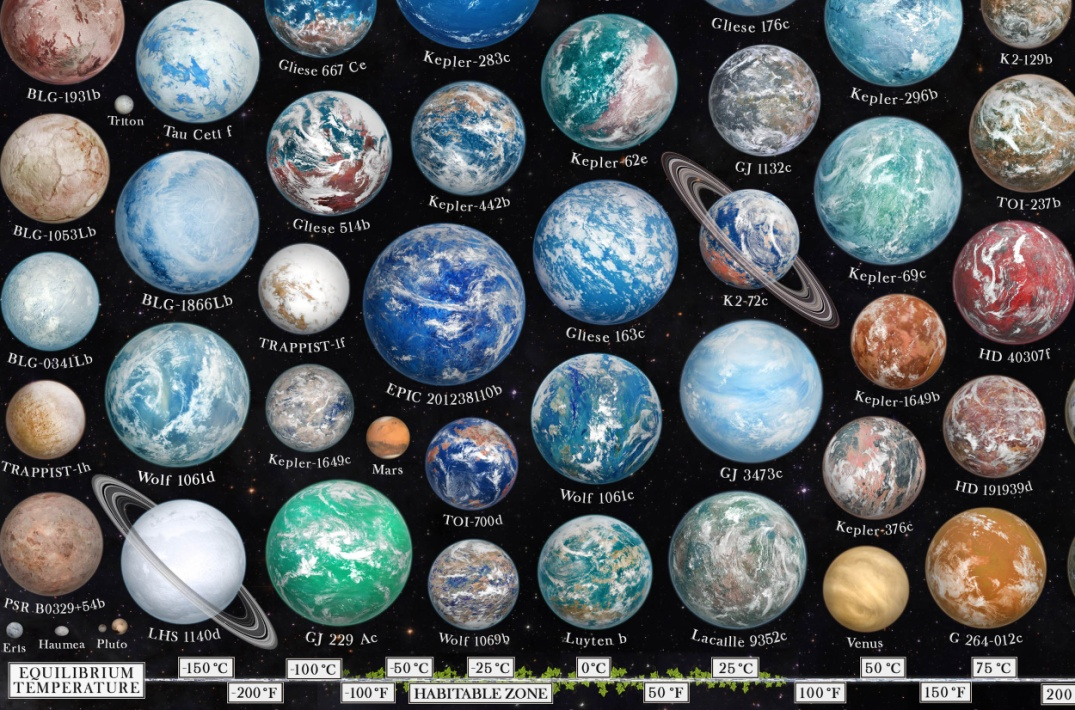 Gliese 176c
Kepler-283c
K2-129b
Gliese 667 Ce
Kepler-296b
BLG-1931b
Triton
Tau Ceti f
Kepler-62e
GJ 1132c
Kepler-442b
TOI-237b
Gliese 514b
BLG-1053Lb
Kepler-69c
BLG-1866Lb
K2-72c
Gliese 163c
TRAPPIST-1f
HD 40307f
BLG-0341Lb
EPIC 201238110b
Kepler-1649b
Kepler-1649c
Mars
TRAPPIST-1h
Wolf 1061d
GJ 3473c
HD 191939d
Wolf 1061c
TOI-700d
Kepler-376c
PSR B0329+54b
LHS 1140d
GJ 229 Ac
Wolf 1069b
Luyten b
Lacaille 9352c
Venus
G 264-012c
Eris Haumea Pluto
EQUILIBRIUM
TEMPERATURE
-150°C -100°C -50°C -25°C 0°C 25°C 50°C 75°C
-200°F -100°F HABITABLE ZONE 50°F 100°F 150°F 200